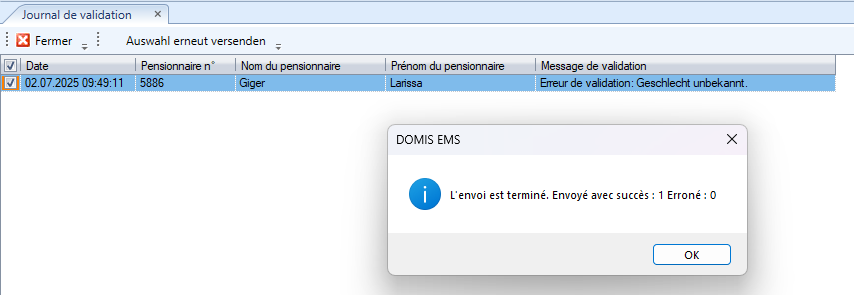 Journal de validation
Fermer Auswahl erneut versenden
Date Pensionnaire n° Nom du pensionnaire Prénom du pensionnaire Message de validation
02.07.2025 09:49:11 5886 Giger Larissa Erreur de validation: Geschlecht unbekannt.
DOMIS EMS
L'envoi est terminé. Envoyé avec succès : 1 Erroné : 0
OK